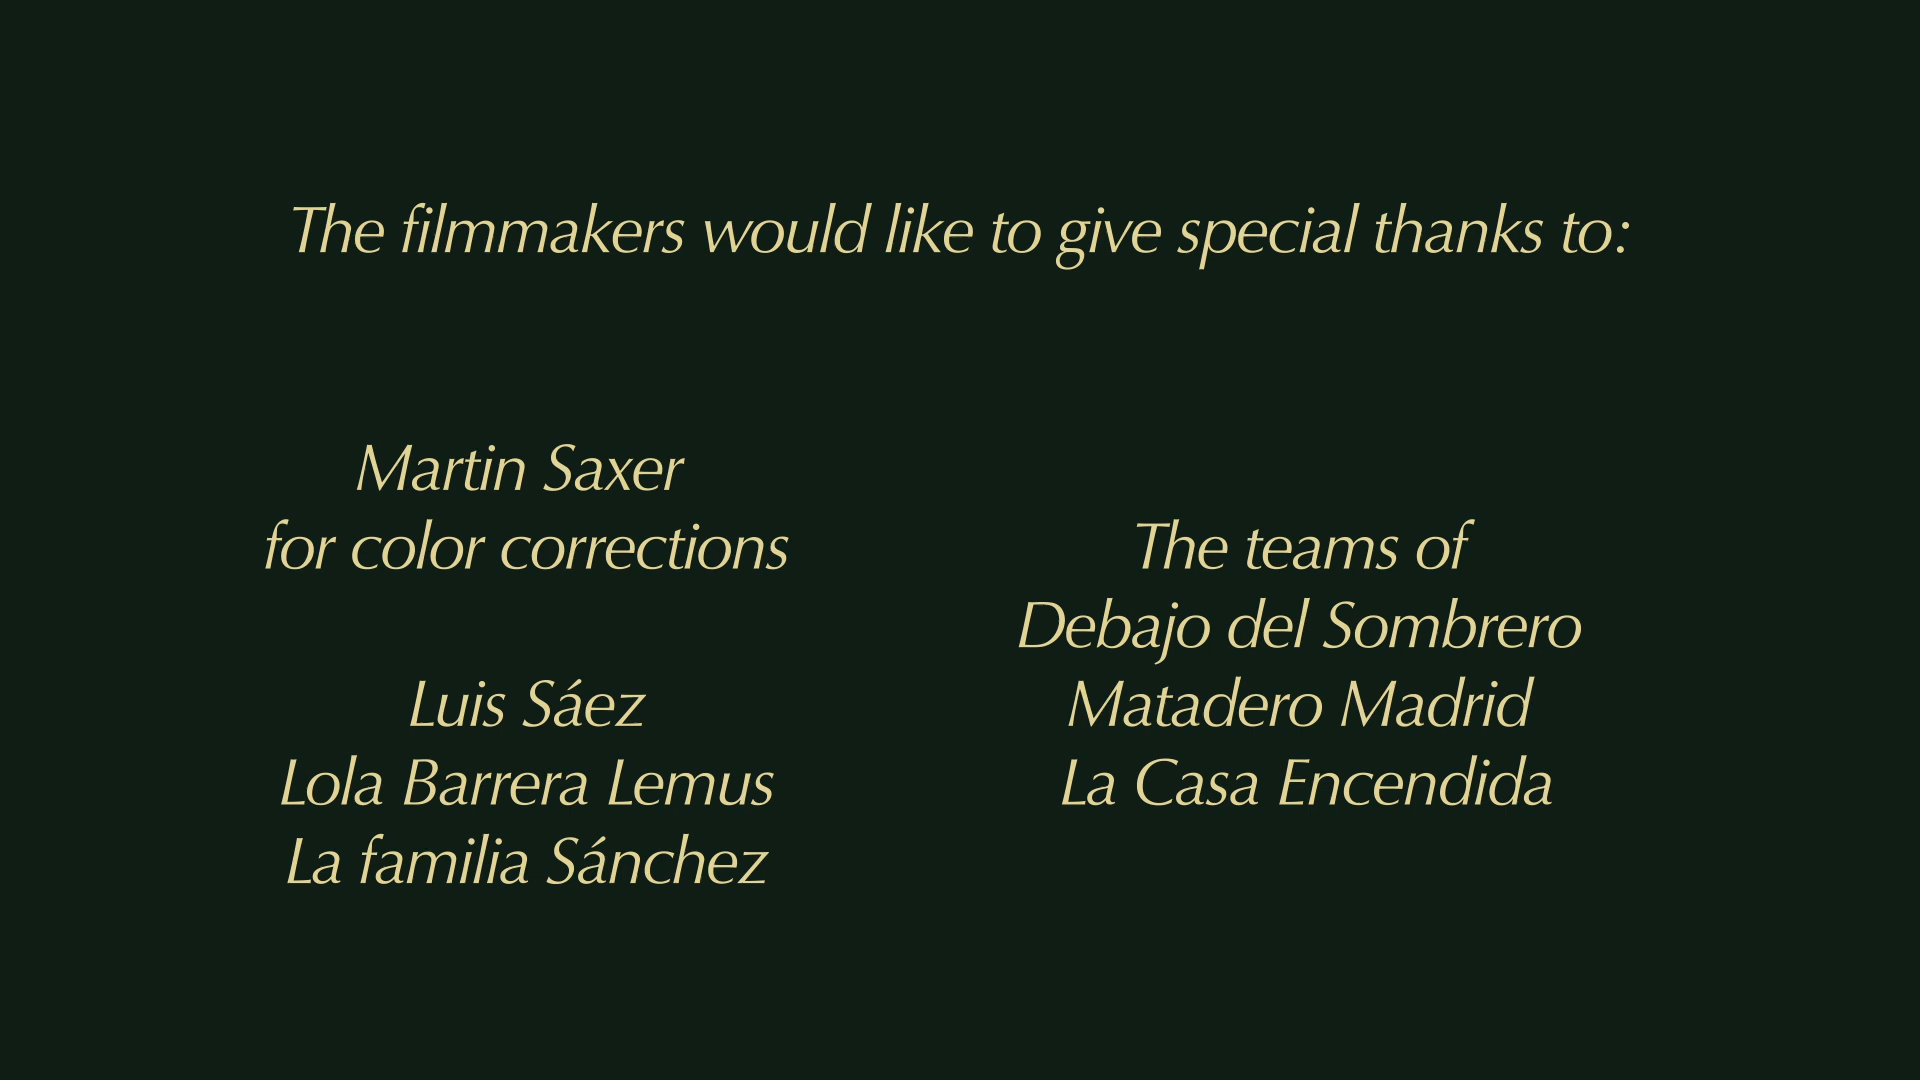 The filmmakers would like to give special thanks to:
Martin Saxer
for color corrections
Luis Sáez
Lola Barrera Lemus
La familia Sánchez
The teams of
Debajo del Sombrero
Matadero Madrid
La Casa Encendida